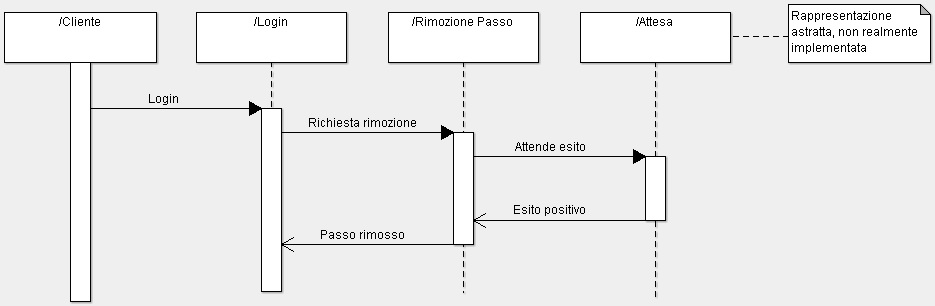 /Cliente
/Login
/Rimozione Passo
/Attesa
Rappresentazione
astratta, non realmente
implementata
Login
Richiesta rimozione
Attende esito
Esito positivo
Passo rimosso